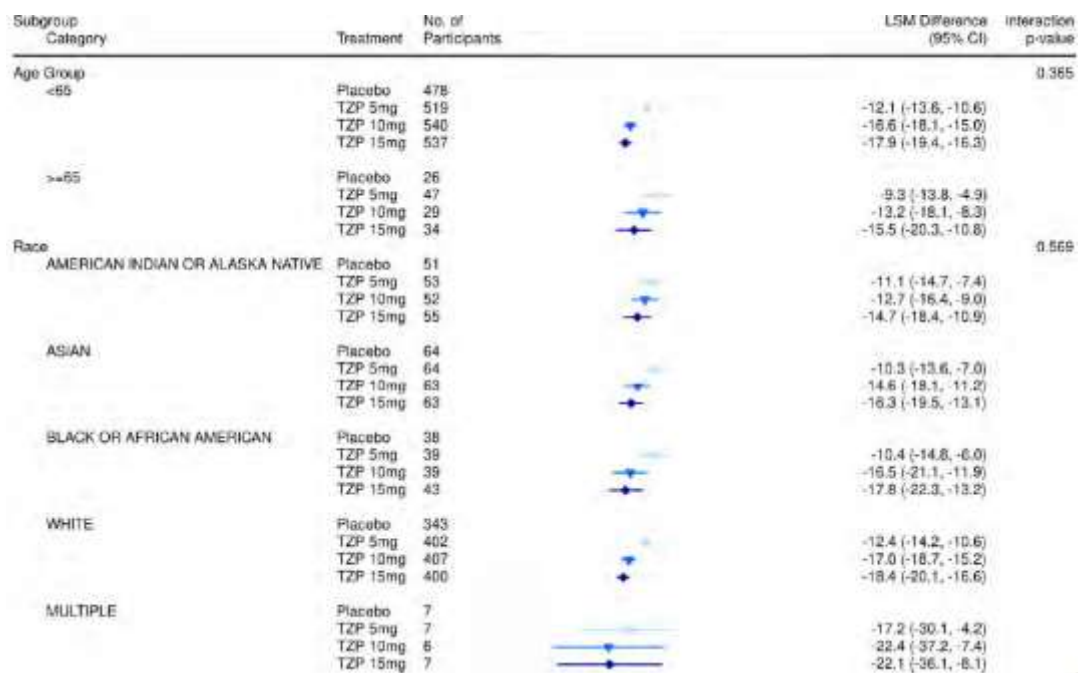 Subgroup No. of LSM Difference Interaction
Category Treatment Participants (95% CI) p-value
Age Group 0.365
<65 Placebo 478
TZP 5mg 519 -12.1 (-13.6, -10.6)
TZP 10mg 540 -16.6 (-18.1, -15.0)
TZP 15mg 537 -17.9 (-19.4, -16.3)
>=65 Placebo 26
TZP 5mg 47 -9.3 (-13.8, -4.9)
TZP 10mg 29 -13.2 (-18.1, -8.3)
TZP 15mg 34 -15.5 (-20.3, -10.8)
Race 0.569
AMERICAN INDIAN OR ALASKA NATIVE Placebo 51
TZP 5mg 53 -11.1 (-14.7, -7.4)
TZP 10mg 52 -12.7 (-16.4, -9.0)
TZP 15mg 55 -14.7 (-18.4, -10.9)
ASIAN Placebo 64
TZP 5mg 64 -10.3 (-13.6, -7.0)
TZP 10mg 63 -14.6 (-18.1, -11.2)
TZP 15mg 63 -16.3 (-19.5, -13.1)
BLACK OR AFRICAN AMERICAN Placebo 38
TZP 5mg 39 -10.4 (-14.8, -6.0)
TZP 10mg 39 -16.5 (-21.1, -11.9)
TZP 15mg 43 -17.8 (-22.3, -13.2)
WHITE Placebo 343
TZP 5mg 402 -12.4 (-14.2, -10.6)
TZP 10mg 407 -17.0 (-18.7, -15.2)
TZP 15mg 400 -18.4 (-20.1, -16.6)
MULTIPLE Placebo 7
TZP 5mg 7 -17.2 (-30.1, -4.2)
TZP 10mg 6 -22.4 (-37.2, -7.4)
TZP 15mg 7 -22.1 (-36.1, -8.1)